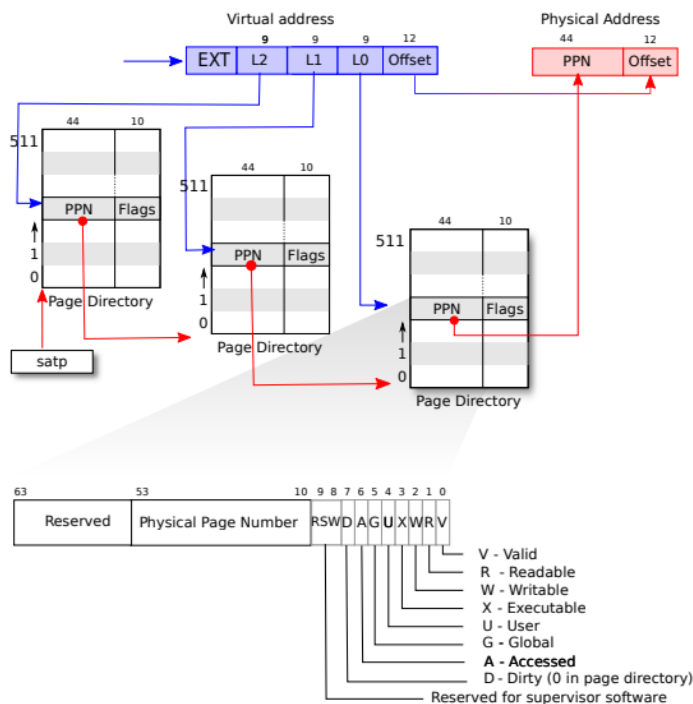 Virtual address
Physical Address
9 9 9 12
44 12
EXT L2 L1 L0 Offset
PPN Offset
44 10
511
PPN Flags
1
0
Page Directory
satp
44 10
511
PPN Flags
1
0
Page Directory
44 10
511
PPN Flags
1
0
Page Directory
63 53 10 9 8 7 6 5 4 3 2 1 0
Reserved Physical Page Number RSW D A G U X W R V
V - Valid
R - Readable
W - Writable
X - Executable
U - User
G - Global
A - Accessed
D - Dirty (0 in page directory)
Reserved for supervisor software